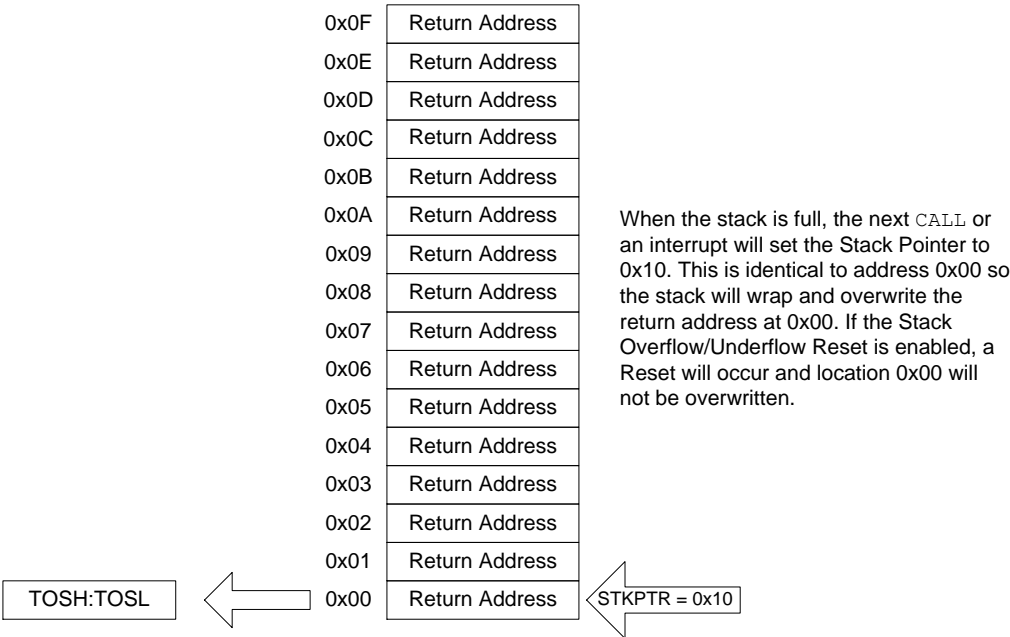 0x0F Return Address
0x0E Return Address
0x0D Return Address
0x0C Return Address
0x0B Return Address
0x0A Return Address
0x09 Return Address
0x08 Return Address
0x07 Return Address
0x06 Return Address
0x05 Return Address
0x04 Return Address
0x03 Return Address
0x02 Return Address
0x01 Return Address
TOSH:TOSL 0x00 Return Address STKPTR = 0x10
When the stack is full, the next CALL or
an interrupt will set the Stack Pointer to
0x10. This is identical to address 0x00 so
the stack will wrap and overwrite the
return address at 0x00. If the Stack
Overflow/Underflow Reset is enabled, a
Reset will occur and location 0x00 will
not be overwritten.